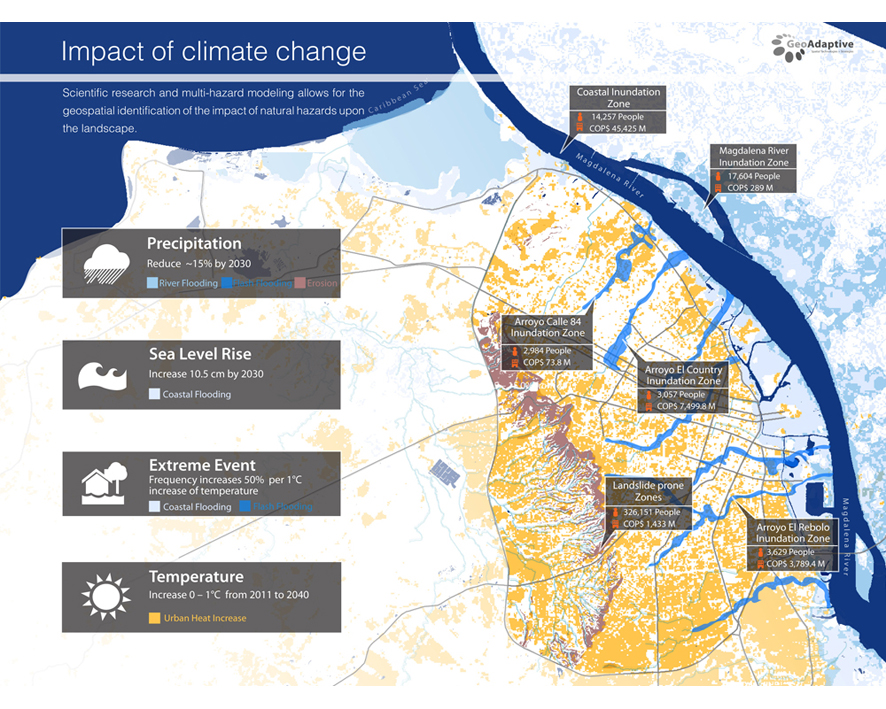 Impact of climate change
GeoAdaptive
Scientific research and multi-hazard modeling allows for the
geospatial identification of the impact of natural hazards upon
the landscape.
Caribbean Sea
Coastal Inundation
Zone
14,257 People
COP$ 45,425 M
Magdalena River
Magdalena River
Inundation Zone
17,604 People
COP$ 289 M
Precipitation
Reduce ~15% by 2030
River Flooding
Flash Flooding
Erosion
Arroyo Calle 84
Inundation Zone
2,984 People
COP$ 73.8 M
Sea Level Rise
Increase 10.5 cm by 2030
Coastal Flooding
Arroyo El Country
Inundation Zone
3,057 People
COP$ 7,499.8 M
Extreme Event
Frequency increases 50% per 1°C
increase of temperature
Coastal Flooding
Flash Flooding
Landslide prone
Zones
326,151 People
COP$ 1,433 M
Arroyo El Rebolo
Inundation Zone
3,629 People
COP$ 3,789.4 M
Magdalena River
Temperature
Increase 0 – 1°C from 2011 to 2040
Urban Heat Increase